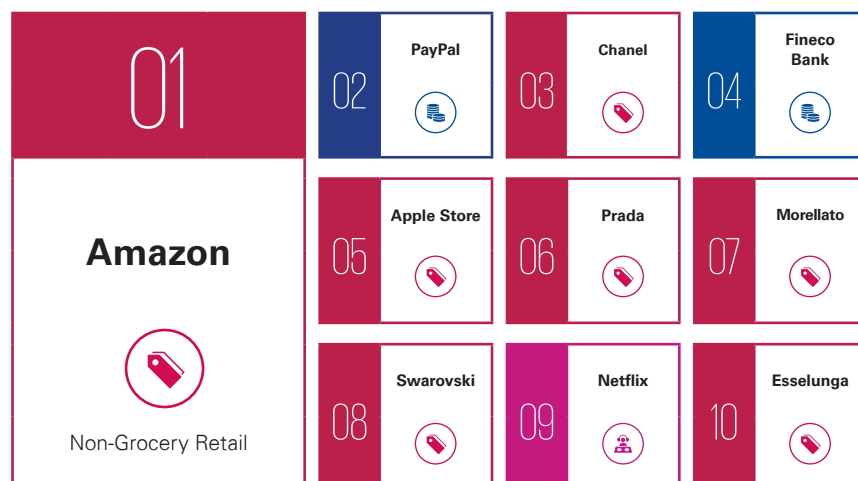 01
Amazon
Non-Grocery Retail
02
PayPal
03
Chanel
04
Fineco
Bank
05
Apple Store
06
Prada
07
Morellato
08
Swarovski
09
Netflix
10
Esselunga